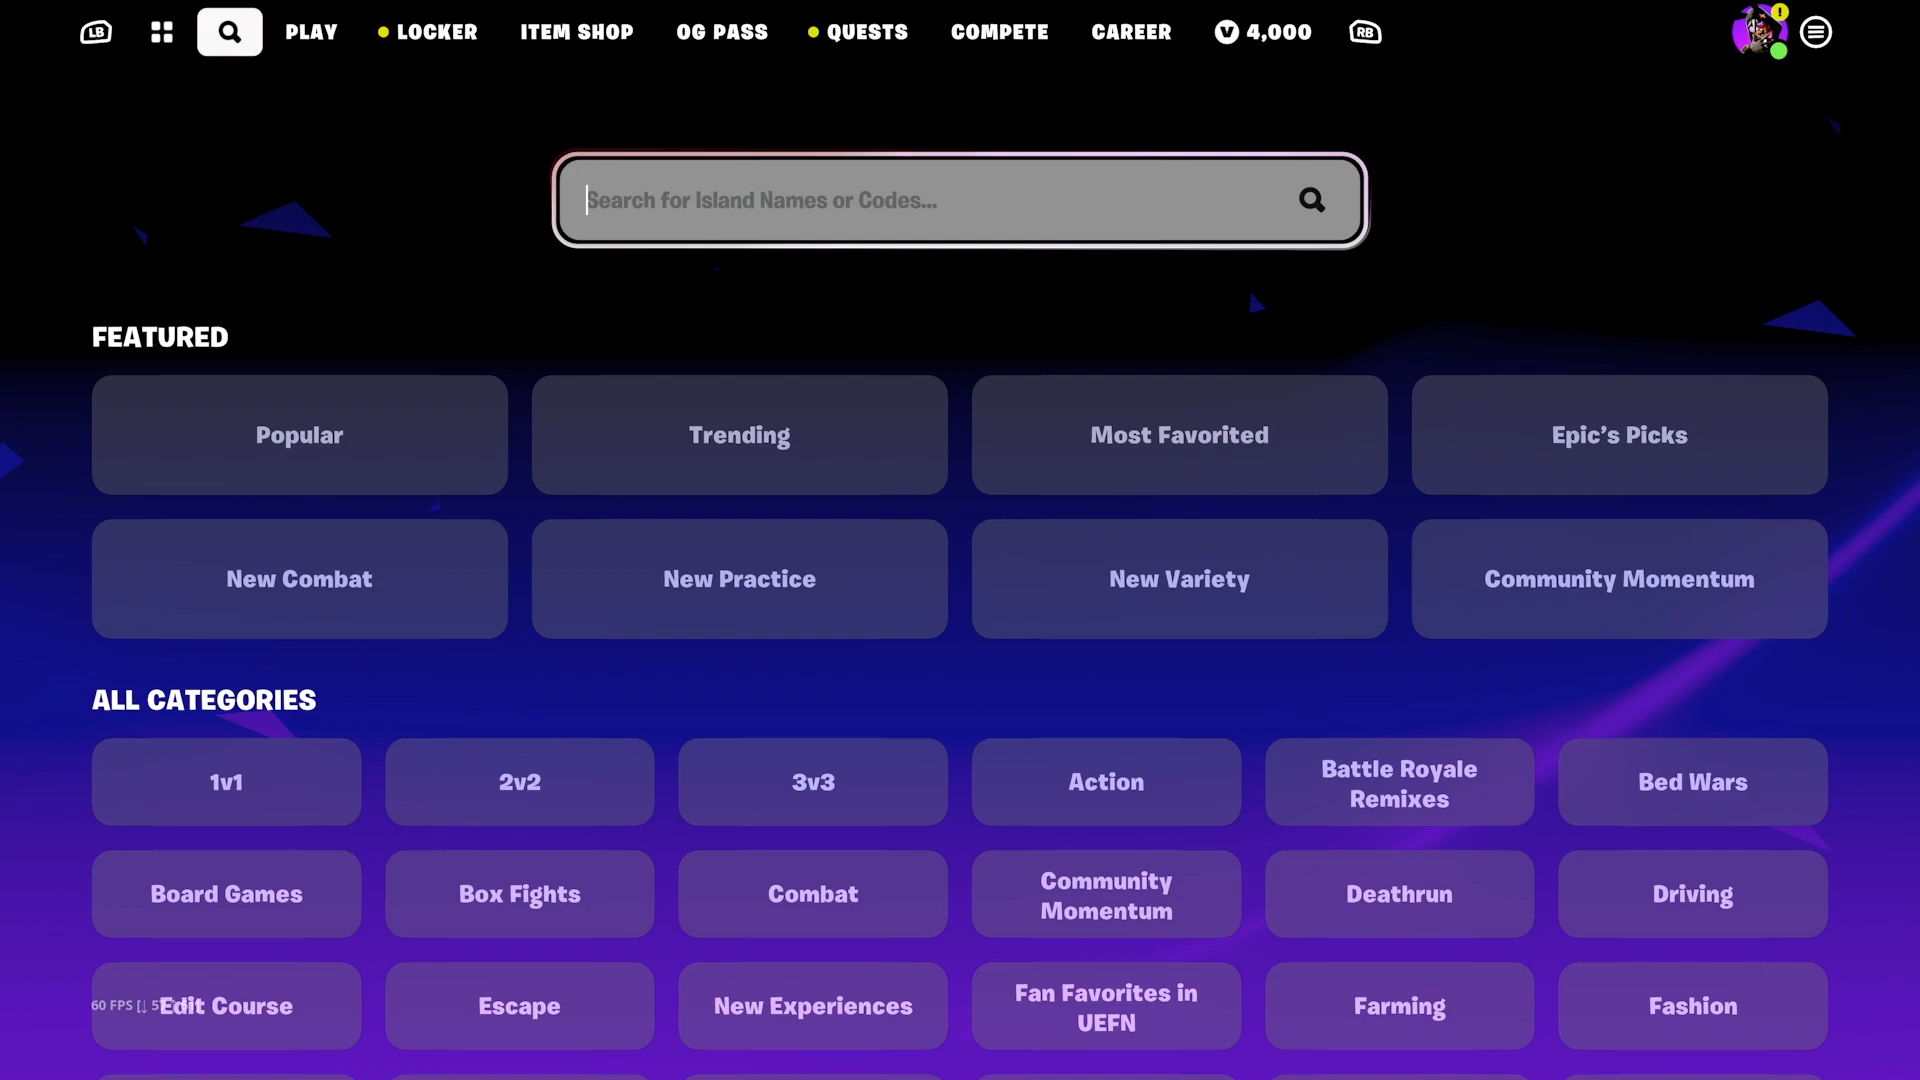 LB PLAY LOCKER ITEM SHOP OG PASS QUESTS COMPETE CAREER V 4,000 RB !
Search for Island Names or Codes...
FEATURED
Popular Trending Most Favorited Epic's Picks
New Combat New Practice New Variety Community Momentum
ALL CATEGORIES
1v1 2v2 3v3 Action Battle Royale Remixes Bed Wars
Board Games Box Fights Combat Community Momentum Deathrun Driving
60 FPS Edit Course Escape New Experiences Fan Favorites in UEFN Farming Fashion